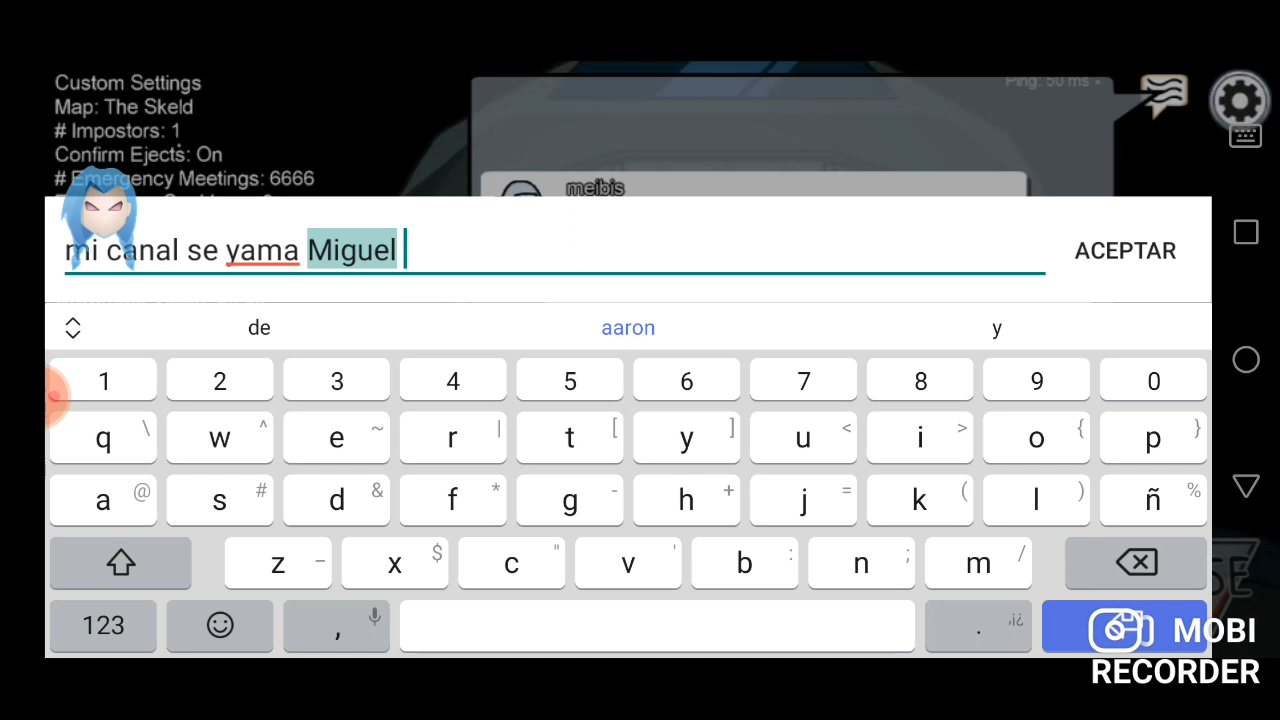 Custom Settings
Map: The Skeld
# Impostors: 1
Confirm Ejects: On
# Emergency Meetings: 6666
Ping: 50 ms
meibis
mi canal se yama Miguel
ACEPTAR
de aaron y
1 2 3 4 5 6 7 8 9 0
q \ w ^ e ~ r | t [ y ] u < i > o { p }
a @ s # d & f * g - h + j = k ( l ) ñ %
z _ x $ c " v ' b : n ; m /
123 , . ,¡¿
MOBI
RECORDER